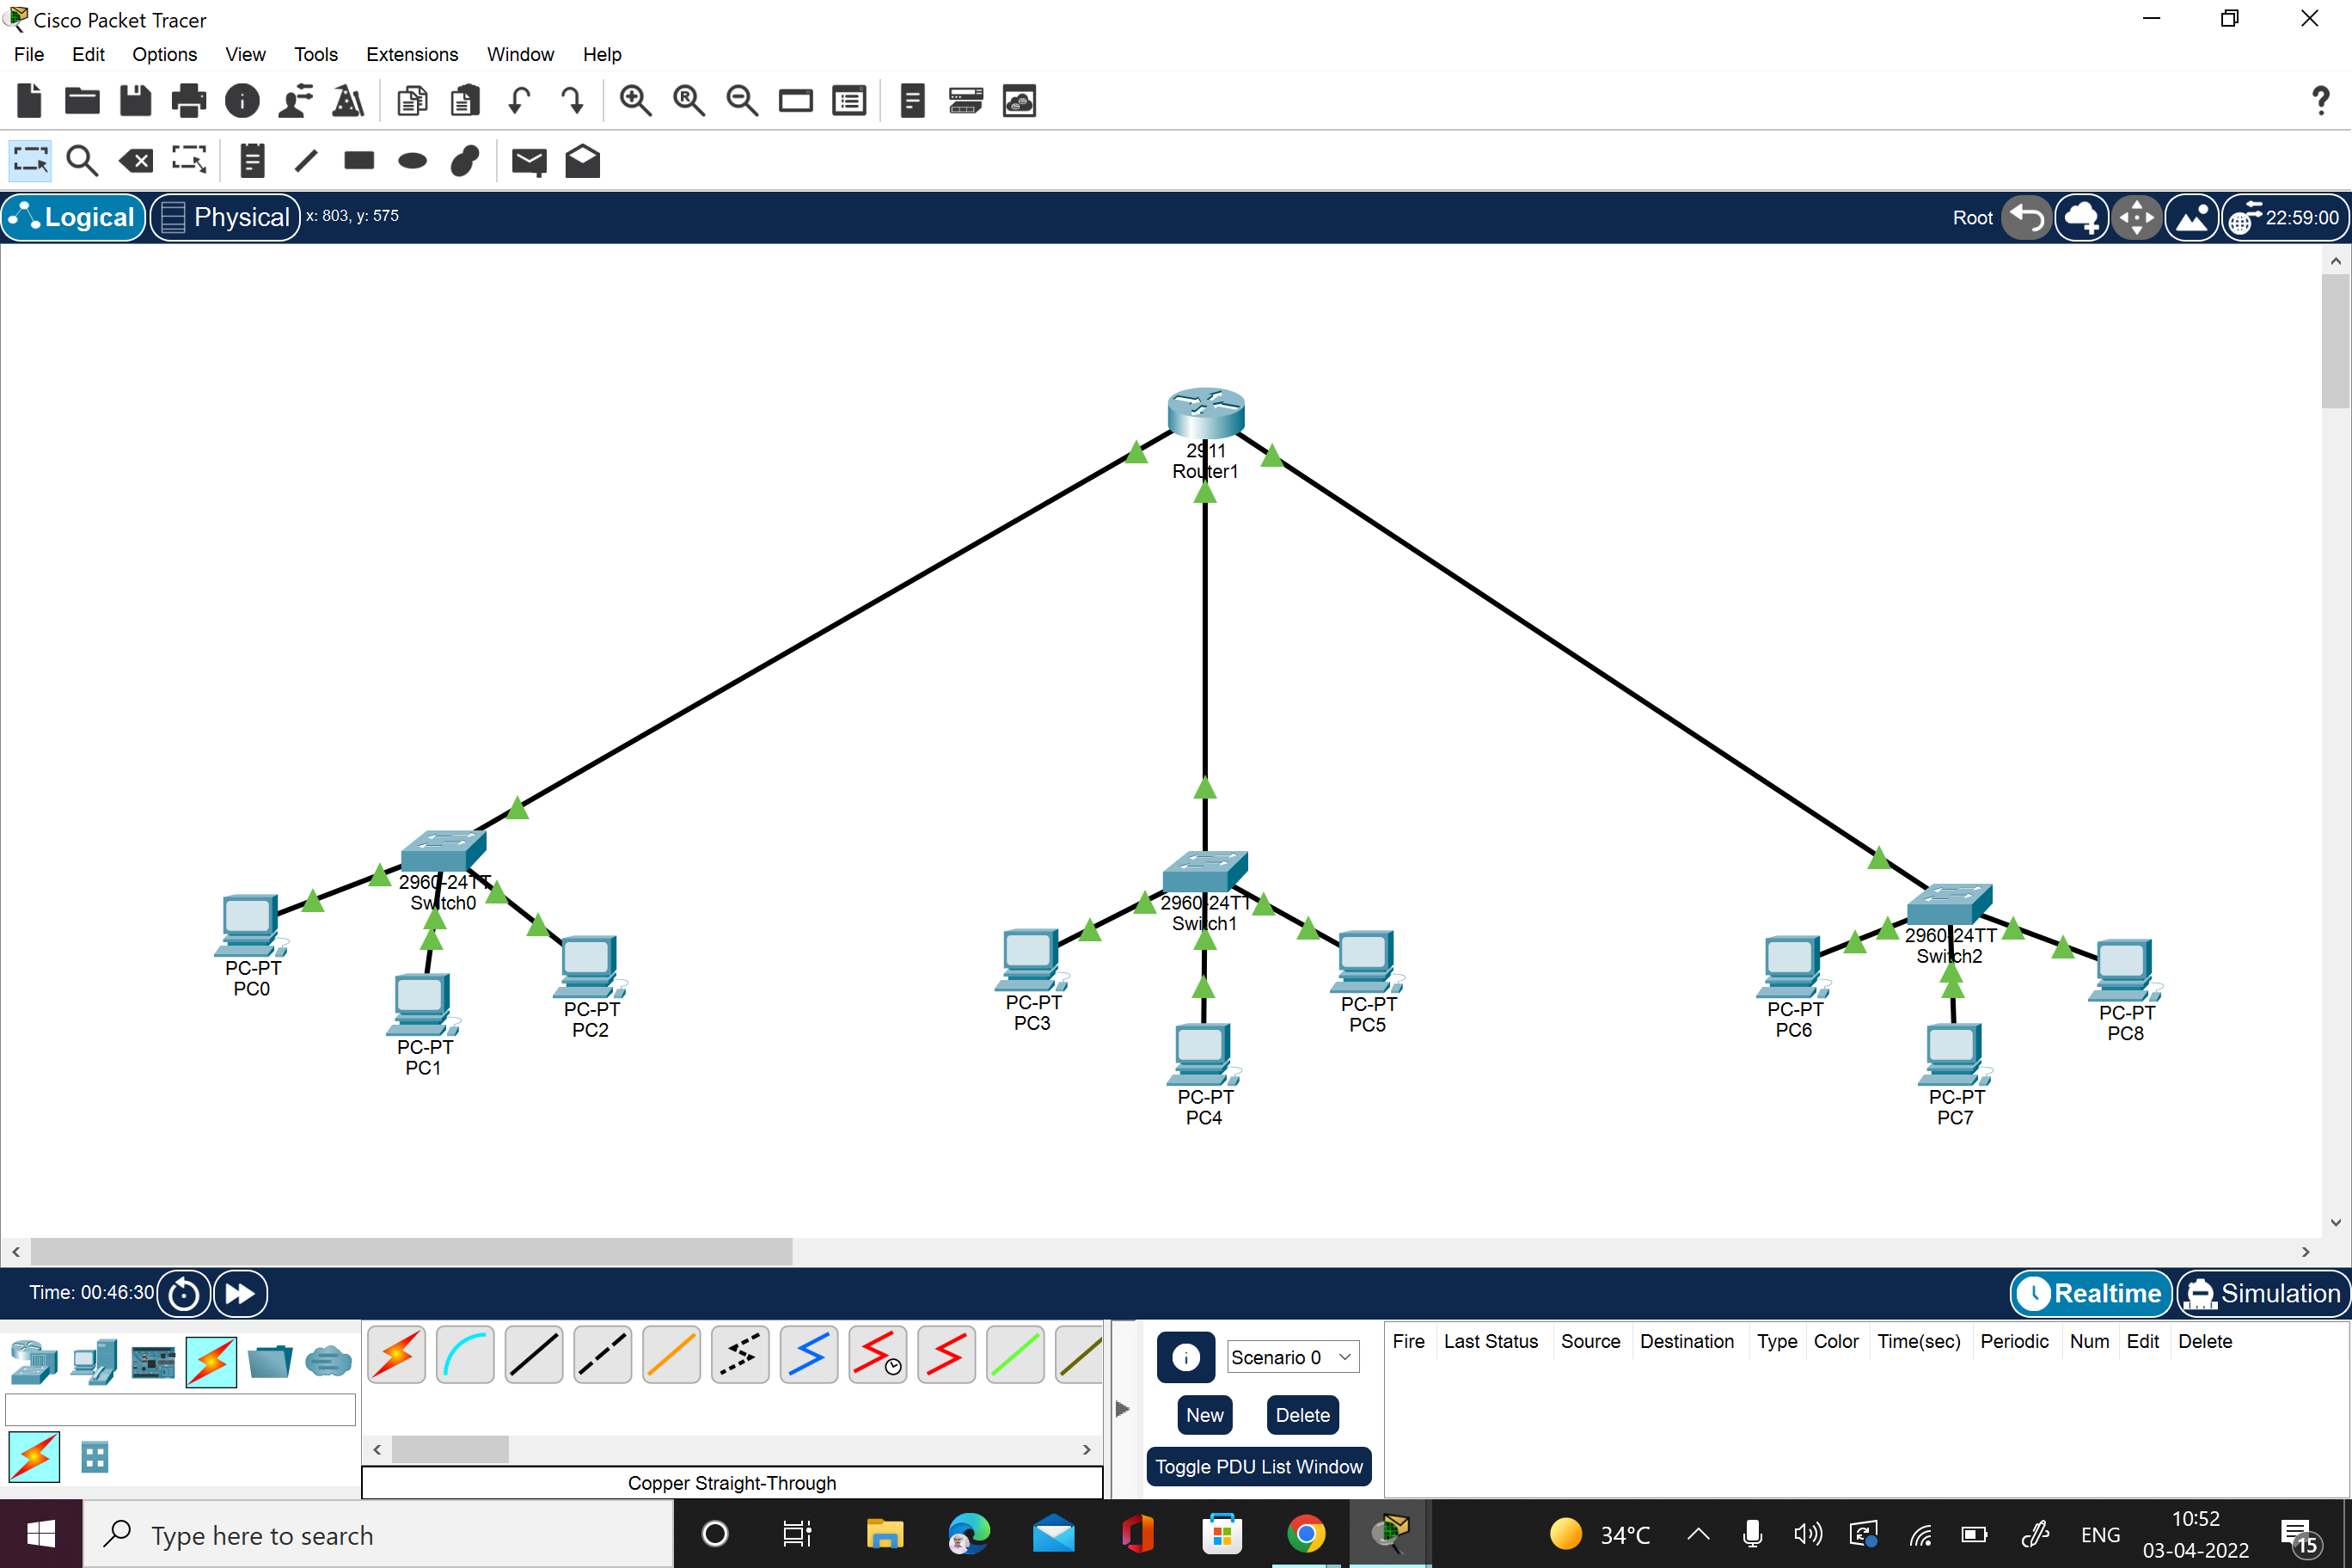 Cisco Packet Tracer
File Edit Options View Tools Extensions Window Help
Logical Physical x: 803, y: 575 Root 22:59:00
2911
Router1
2960-24TT
Switch0
PC-PT
PC0
PC-PT
PC1
PC-PT
PC2
2960-24TT
Switch1
PC-PT
PC3
PC-PT
PC4
PC-PT
PC5
2960-24TT
Switch2
PC-PT
PC6
PC-PT
PC7
PC-PT
PC8
Time: 00:46:30 Realtime Simulation
Scenario 0
New Delete
Toggle PDU List Window
Fire Last Status Source Destination Type Color Time(sec) Periodic Num Edit Delete
Copper Straight-Through
Type here to search
34°C ENG
10:52
03-04-2022
15